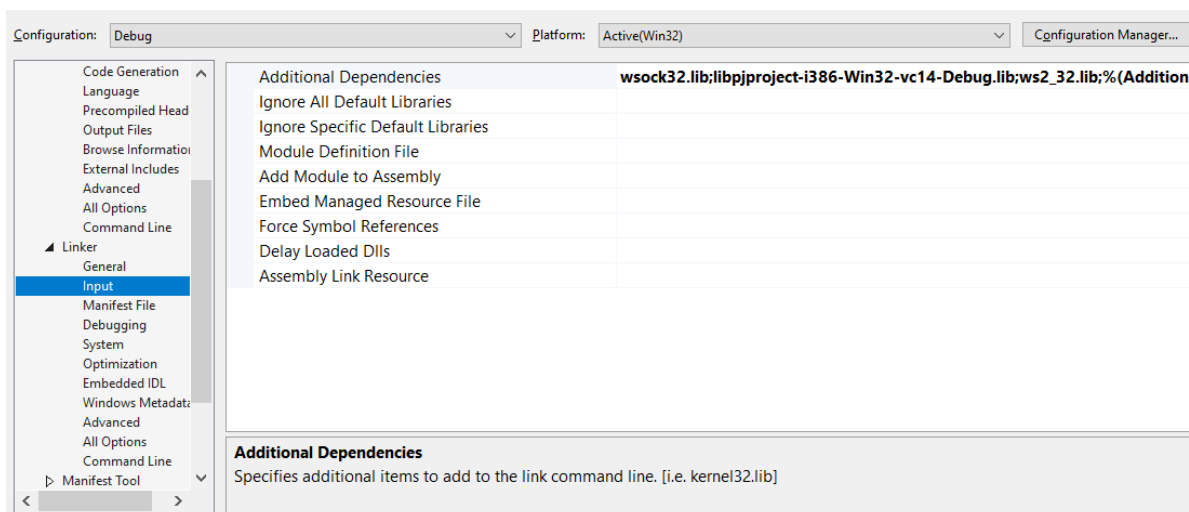 Configuration: Debug Platform: Active(Win32) Configuration Manager...
Code Generation
Language
Precompiled Head
Output Files
Browse Information
External Includes
Advanced
All Options
Command Line
Linker
General
Input
Manifest File
Debugging
System
Optimization
Embedded IDL
Windows Metadata
Advanced
All Options
Command Line
Manifest Tool
Additional Dependencies wsock32.lib;libpjproject-i386-Win32-vc14-Debug.lib;ws2_32.lib;%(Addition
Ignore All Default Libraries
Ignore Specific Default Libraries
Module Definition File
Add Module to Assembly
Embed Managed Resource File
Force Symbol References
Delay Loaded Dlls
Assembly Link Resource
Additional Dependencies
Specifies additional items to add to the link command line. [i.e. kernel32.lib]